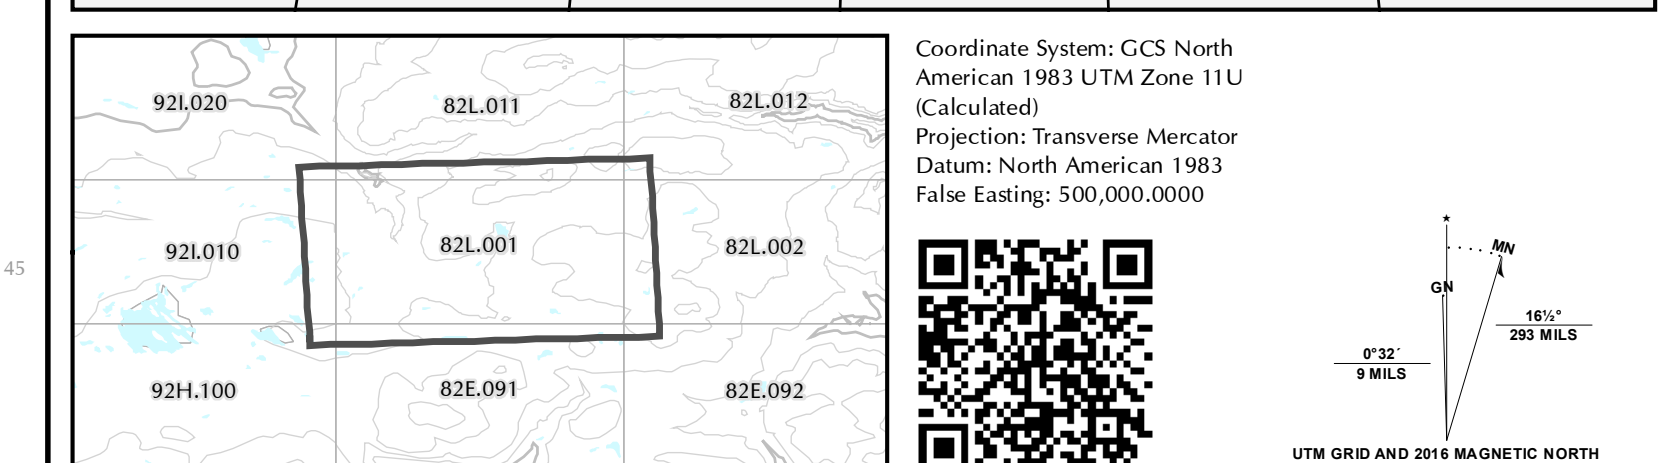 92I.020
82L.011
82L.012
45
92I.010
82L.001
82L.002
92H.100
82E.091
82E.092
Coordinate System: GCS North
American 1983 UTM Zone 11U
(Calculated)
Projection: Transverse Mercator
Datum: North American 1983
False Easting: 500,000.0000
MN
GN
16½°
293 MILS
0°32´
9 MILS
UTM GRID AND 2016 MAGNETIC NORTH